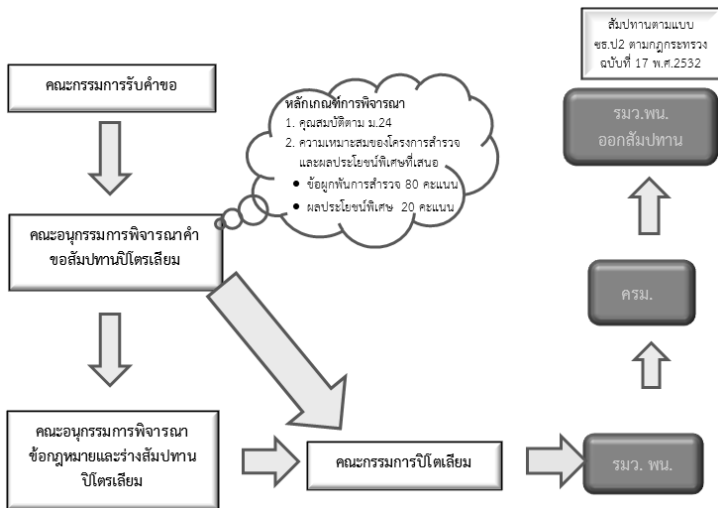 คณะกรรมการรับคำขอ
หลักเกณฑ์การพิจารณา
1. คุณสมบัติตาม ม.24
2. ความเหมาะสมของโครงการสำรวจ
และผลประโยชน์พิเศษที่เสนอ
• ข้อผูกพันการสำรวจ 80 คะแนน
• ผลประโยชน์พิเศษ 20 คะแนน
สัมปทานตามแบบ
ชธ.ป2 ตามกฎกระทรวง
ฉบับที่ 17 พ.ศ.2532
รมว.พน.
ออกสัมปทาน
คณะอนุกรรมการพิจารณาคำ
ขอสัมปทานปิโตรเลียม
ครม.
คณะอนุกรรมการพิจารณา
ข้อกฎหมายและร่างสัมปทาน
ปิโตรเลียม
คณะกรรมการปิโตเลียม
รมว. พน.